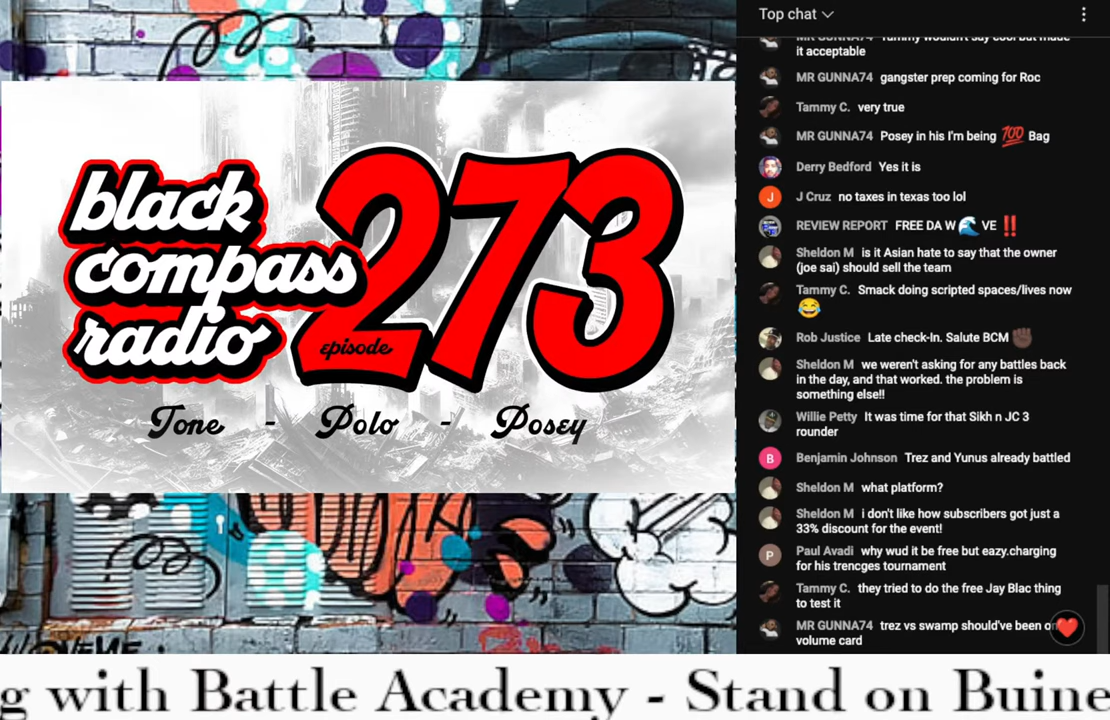 Top chat
MR GUNNA74 Tammy wouldn't say cool but made
it acceptable
MR GUNNA74 gangster prep coming for Roc
Tammy C. very true
MR GUNNA74 Posey in his I'm being 💯 Bag
Derry Bedford Yes it is
J Cruz no taxes in texas too lol
REVIEW REPORT FREE DA W🌊VE ‼️
Sheldon M is it Asian hate to say that the owner
(joe sai) should sell the team
Tammy C. Smack doing scripted spaces/lives now
😂
Rob Justice Late check-In. Salute BCM ✊🏿
Sheldon M we weren't asking for any battles back
in the day, and that worked. the problem is
something else!!
Willie Petty It was time for that Sikh n JC 3
rounder
B Benjamin Johnson Trez and Yunus already battled
Sheldon M what platform?
Sheldon M i don't like how subscribers got just a
33% discount for the event!
P Paul Avadi why wud it be free but eazy.charging
for his trencges tournament
Tammy C. they tried to do the free Jay Blac thing
to test it
MR GUNNA74 trez vs swamp should've been on
volume card
black
compass
radio
273
episode
Tone - Polo - Posey
g with Battle Academy - Stand on Buine